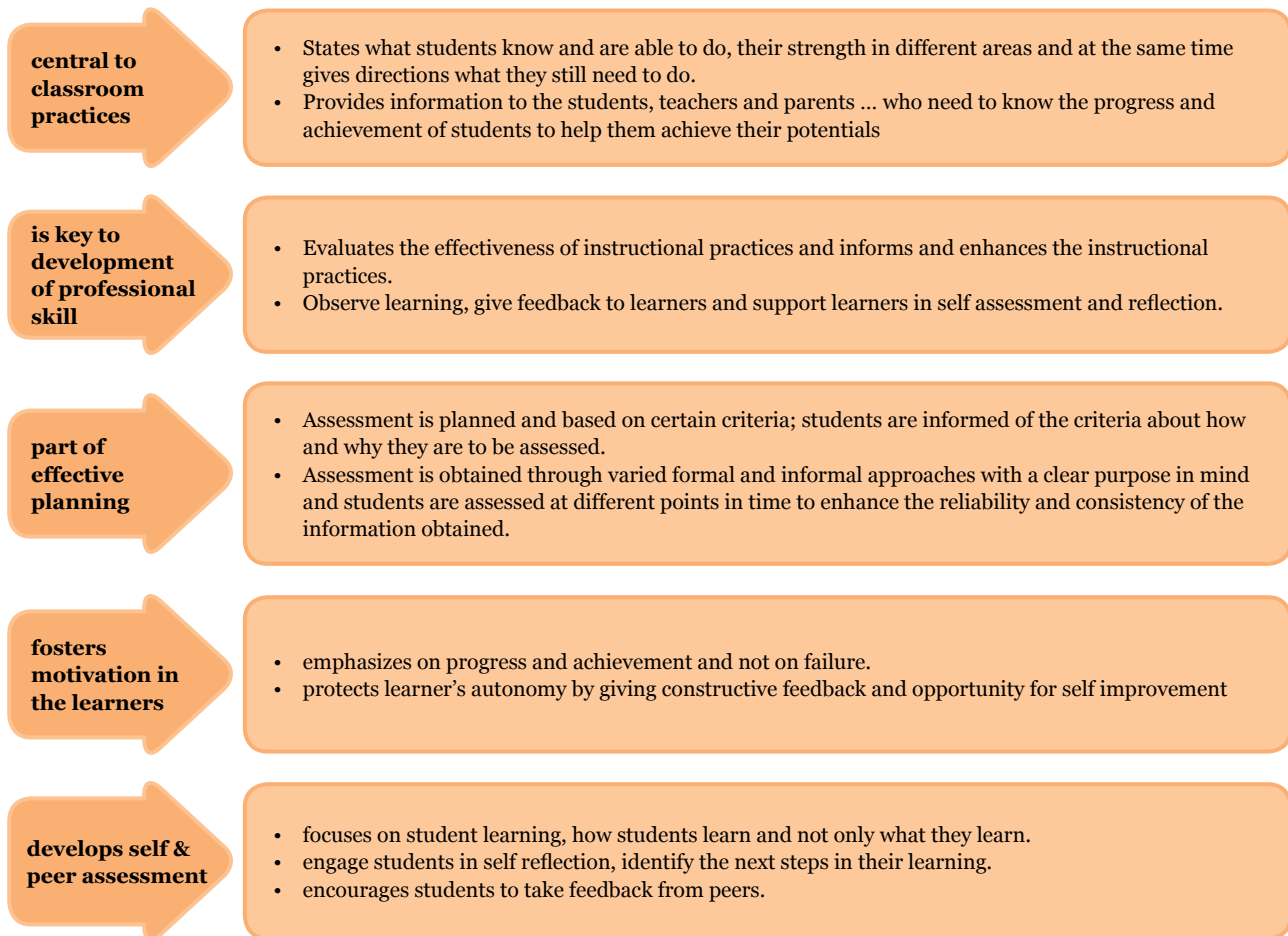 central to
classroom
practices
• States what students know and are able to do, their strength in different areas and at the same time
gives directions what they still need to do.
• Provides information to the students, teachers and parents ... who need to know the progress and
achievement of students to help them achieve their potentials
is key to
development
of professional
skill
• Evaluates the effectiveness of instructional practices and informs and enhances the instructional
practices.
• Observe learning, give feedback to learners and support learners in self assessment and reflection.
part of
effective
planning
• Assessment is planned and based on certain criteria; students are informed of the criteria about how
and why they are to be assessed.
• Assessment is obtained through varied formal and informal approaches with a clear purpose in mind
and students are assessed at different points in time to enhance the reliability and consistency of the
information obtained.
fosters
motivation in
the learners
• emphasizes on progress and achievement and not on failure.
• protects learner’s autonomy by giving constructive feedback and opportunity for self improvement
develops self &
peer assessment
• focuses on student learning, how students learn and not only what they learn.
• engage students in self reflection, identify the next steps in their learning.
• encourages students to take feedback from peers.